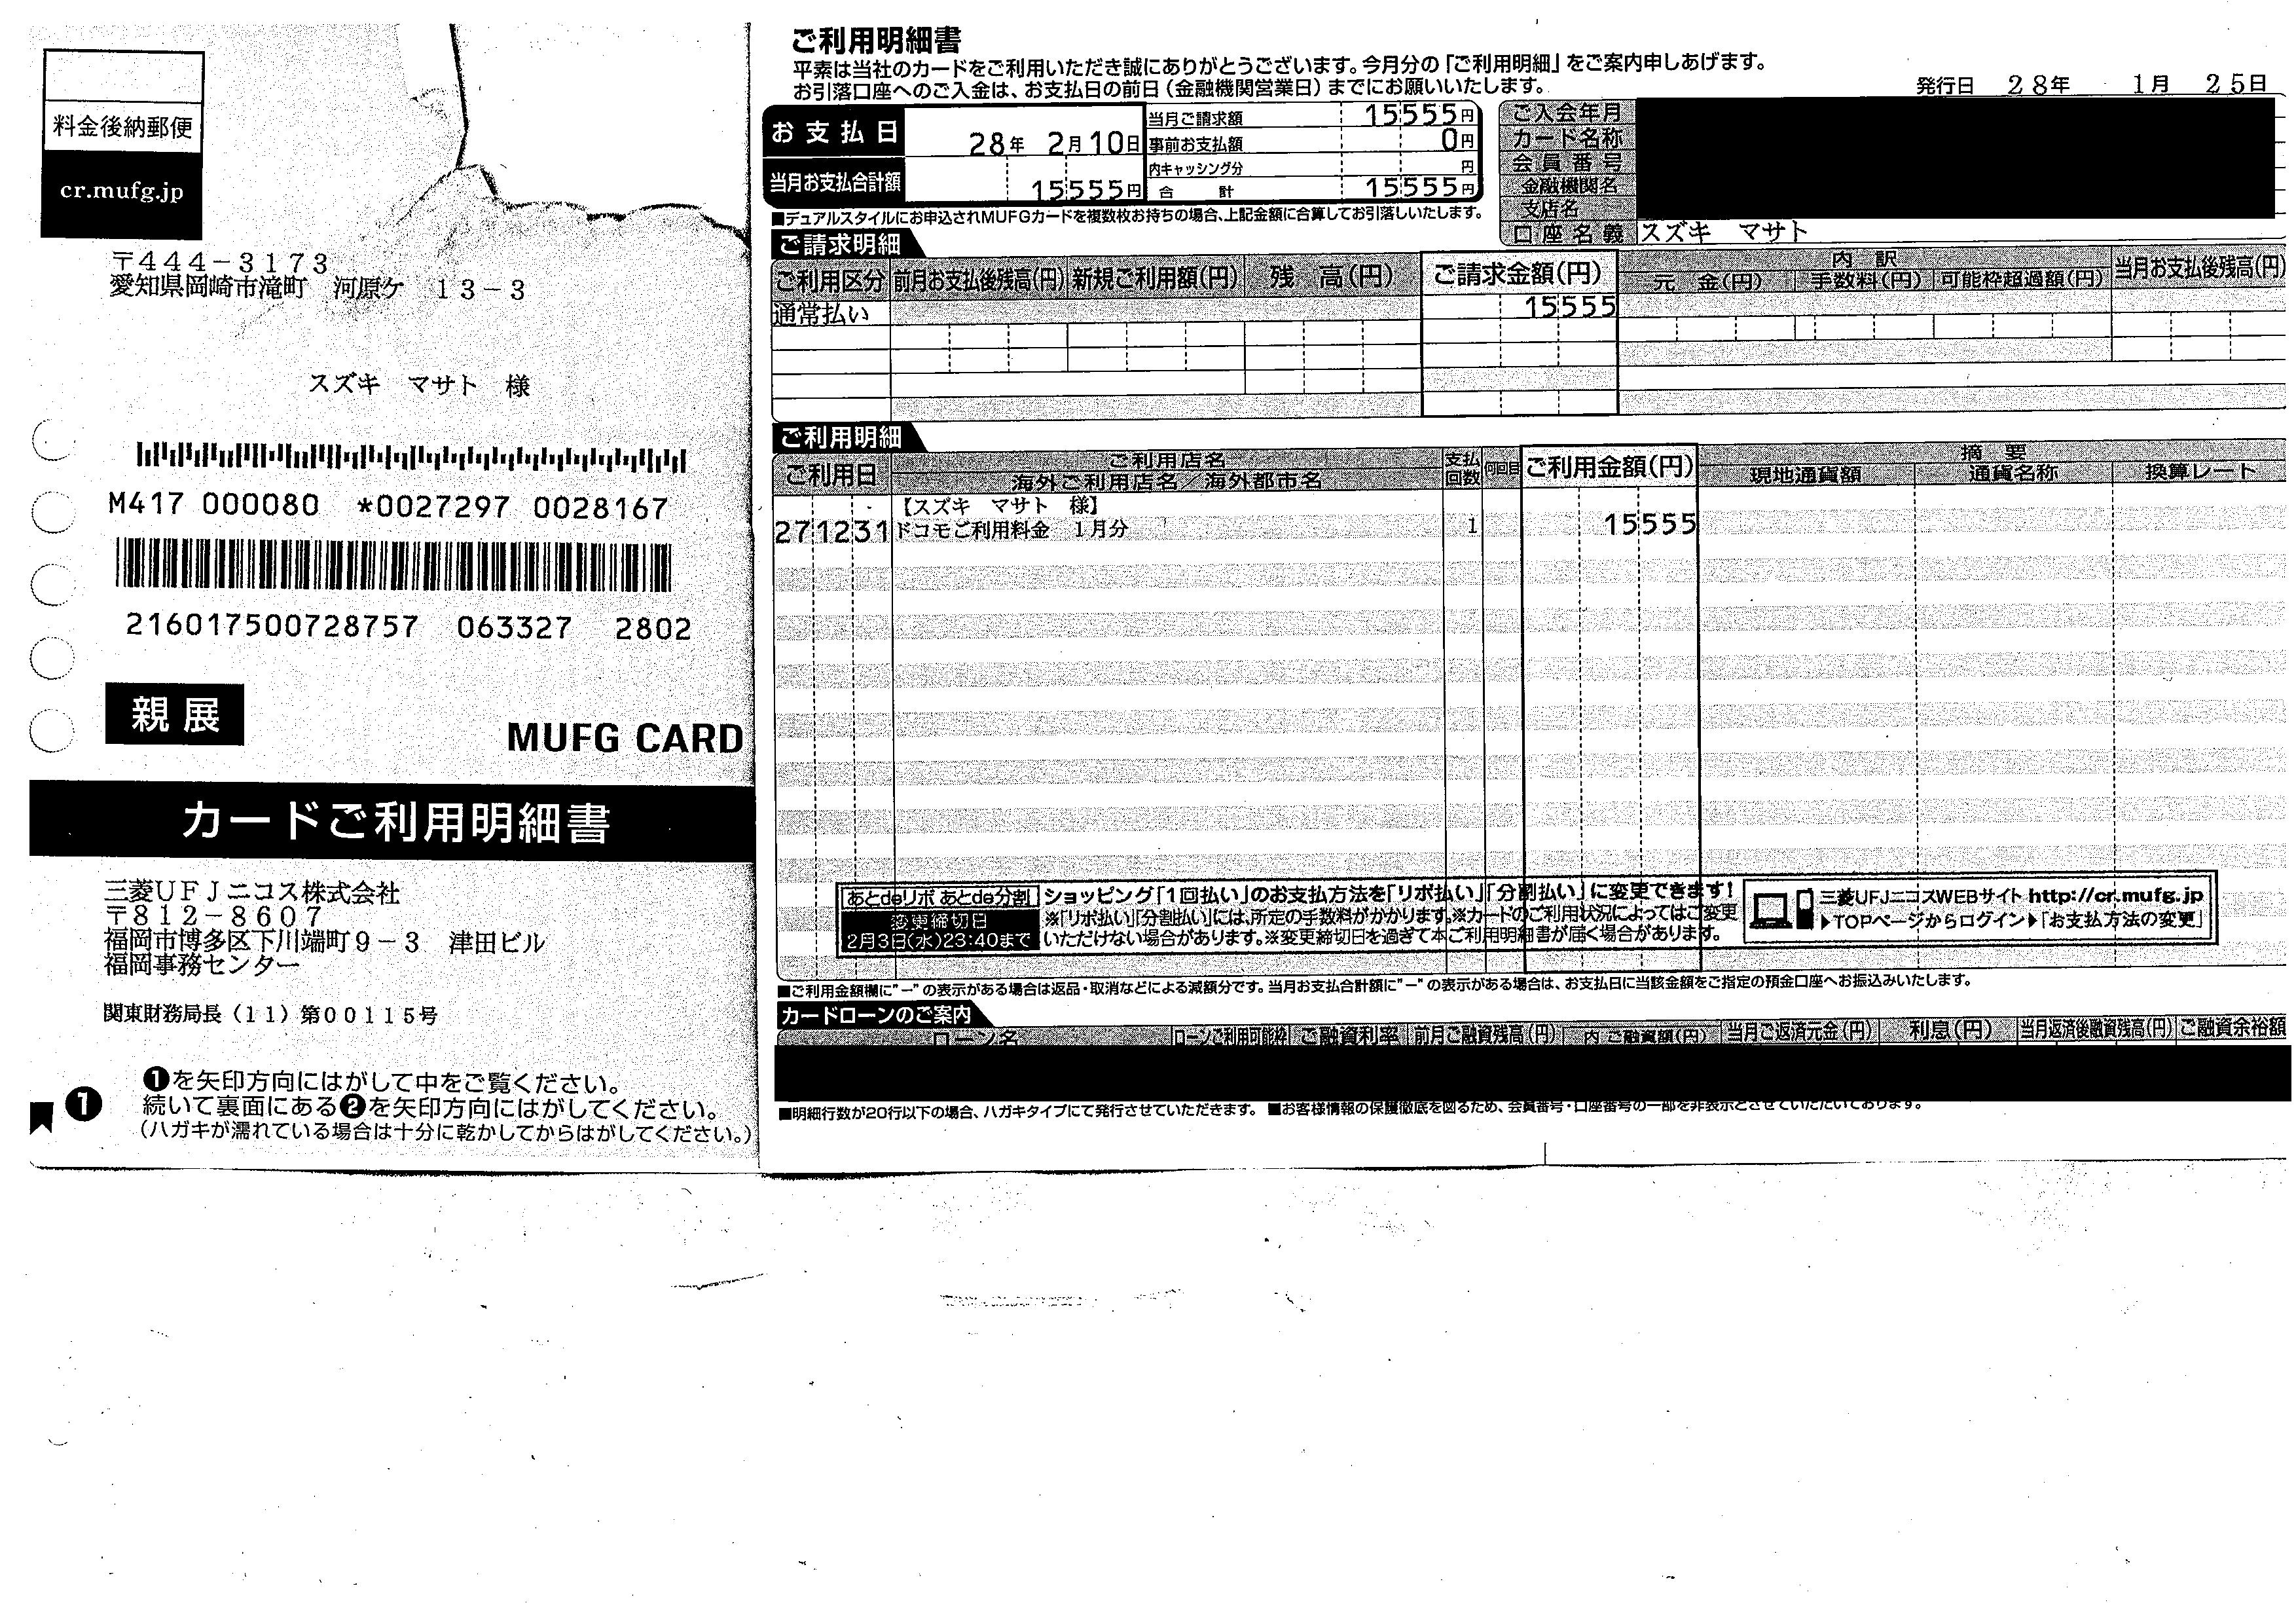 料金後納郵便
cr.mufg.jp
〒444-3173
愛知県岡崎市滝町 河原ケ 13-3
スズキ マサト 様
M417 000080 *0027297 0028167
216017500728757 063327 2802
親展
MUFG CARD
カードご利用明細書
三菱UFJニコス株式会社
〒812-8607
福岡市博多区下川端町9-3 津田ビル
福岡事務センター
関東財務局長(11)第00115号
❶を矢印方向にはがして中をご覧ください。
❶ 続いて裏面にある❷を矢印方向にはがしてください。
(ハガキが濡れている場合は十分に乾かしてからはがしてください。)
ご利用明細書
平素は当社のカードをご利用いただき誠にありがとうございます。今月分の「ご利用明細」をご案内申しあげます。
お引落口座へのご入金は、お支払日の前日(金融機関営業日)までにお願いいたします。
発行日 28年 1月 25日
お支払日 28年 2月10日
当月お支払合計額 15555円
当月ご請求額 15555円
事前お支払額 0円
内キャッシング分 円
合計 15555円
ご入会年月
カード名称
会員番号
金融機関名
支店名
口座名義 スズキ マサト
■デュアルスタイルにお申込されMUFGカードを複数枚お持ちの場合、上記金額に合算してお引落しいたします。
ご請求明細
ご利用区分 前月お支払後残高(円) 新規ご利用額(円) 残高(円) ご請求金額(円) 内訳 当月お支払後残高(円)
元金(円) 手数料(円) 可能枠超過額(円)
通常払い 15555
ご利用明細
ご利用日 ご利用店名 支払回数 何回目 ご利用金額(円) 摘要
海外ご利用店名/海外都市名 現地通貨額 通貨名称 換算レート
【スズキ マサト 様】
271231 ドコモご利用料金 1月分 1 15555
あとdeリボ あとde分割 ショッピング「1回払い」のお支払方法を「リボ払い」「分割払い」に変更できます!
変更締切日 ※「リボ払い」「分割払い」には、所定の手数料がかかります。※カードのご利用状況によってはご変更
2月3日(水)23:40まで いただけない場合があります。※変更締切日を過ぎて本ご利用明細書が届く場合があります。
三菱UFJニコスWEBサイト http://cr.mufg.jp
▶TOPページからログイン▶「お支払方法の変更」
■ご利用金額欄に"ー"の表示がある場合は返品・取消などによる減額分です。当月お支払合計額に"ー"の表示がある場合は、お支払日に当該金額をご指定の預金口座へお振込みいたします。
カードローンのご案内
ローン名 ローンご利用可能枠 ご融資利率 前月ご融資残高(円) 内ご融資額(円) 当月ご返済元金(円) 利息(円) 当月返済後融資残高(円) ご融資余裕額
■明細行数が20行以下の場合、ハガキタイプにて発行させていただきます。 ■お客様情報の保護徹底を図るため、会員番号・口座番号の一部を非表示とさせていただいております。